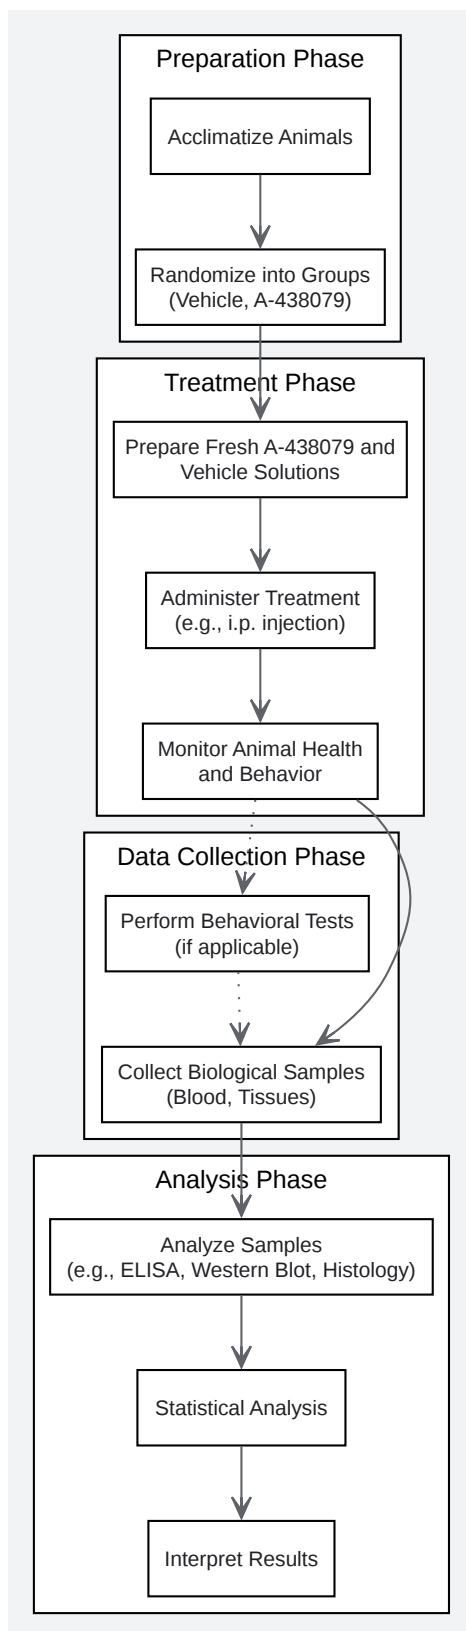 Preparation Phase
Acclimatize Animals
Randomize into Groups
(Vehicle, A-438079)
Treatment Phase
Prepare Fresh A-438079 and
Vehicle Solutions
Administer Treatment
(e.g., i.p. injection)
Monitor Animal Health
and Behavior
Data Collection Phase
Perform Behavioral Tests
(if applicable)
Collect Biological Samples
(Blood, Tissues)
Analysis Phase
Analyze Samples
(e.g., ELISA, Western Blot, Histology)
Statistical Analysis
Interpret Results